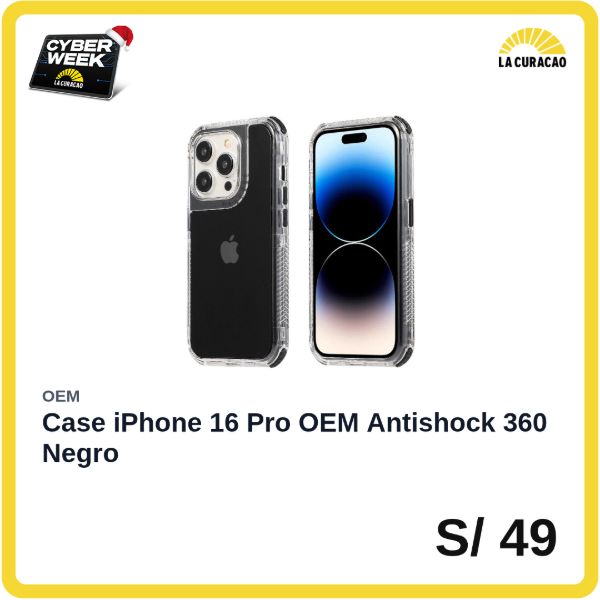 CYBER
WEEK
LA CURACAO
LA CURACAO
OEM
Case iPhone 16 Pro OEM Antishock 360
Negro
S/ 49